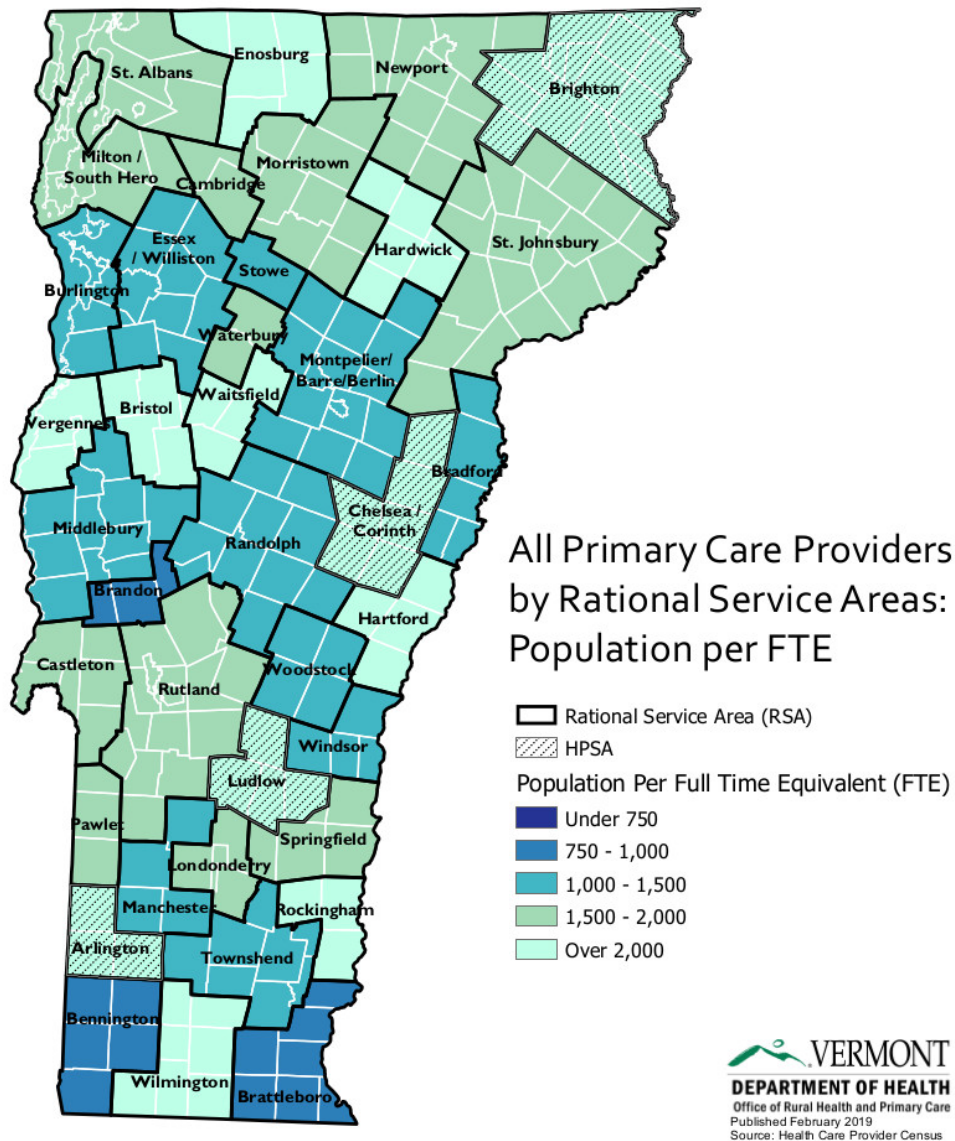 Enosburg
St. Albans
Newport
Brighton
Milton /
South Hero
Cambridge
Morristown
Essex
/ Williston
Hardwick
St. Johnsbury
Stowe
Burlington
Waterbury
Montpelier/
Barre/Berlin
Waitsfield
Bristol
Vergennes
Bradford
Chelsea /
Corinth
Middlebury
Randolph
Brandon
Hartford
Castleton
Woodstock
Rutland
Windsor
Ludlow
Pawlet
Springfield
Londonderry
Manchester
Rockingham
Arlington
Townshend
Bennington
Wilmington
Brattleboro
All Primary Care Providers
by Rational Service Areas:
Population per FTE
Rational Service Area (RSA)
HPSA
Population Per Full Time Equivalent (FTE)
Under 750
750 - 1,000
1,000 - 1,500
1,500 - 2,000
Over 2,000
VERMONT
DEPARTMENT OF HEALTH
Office of Rural Health and Primary Care
Published February 2019
Source: Health Care Provider Census